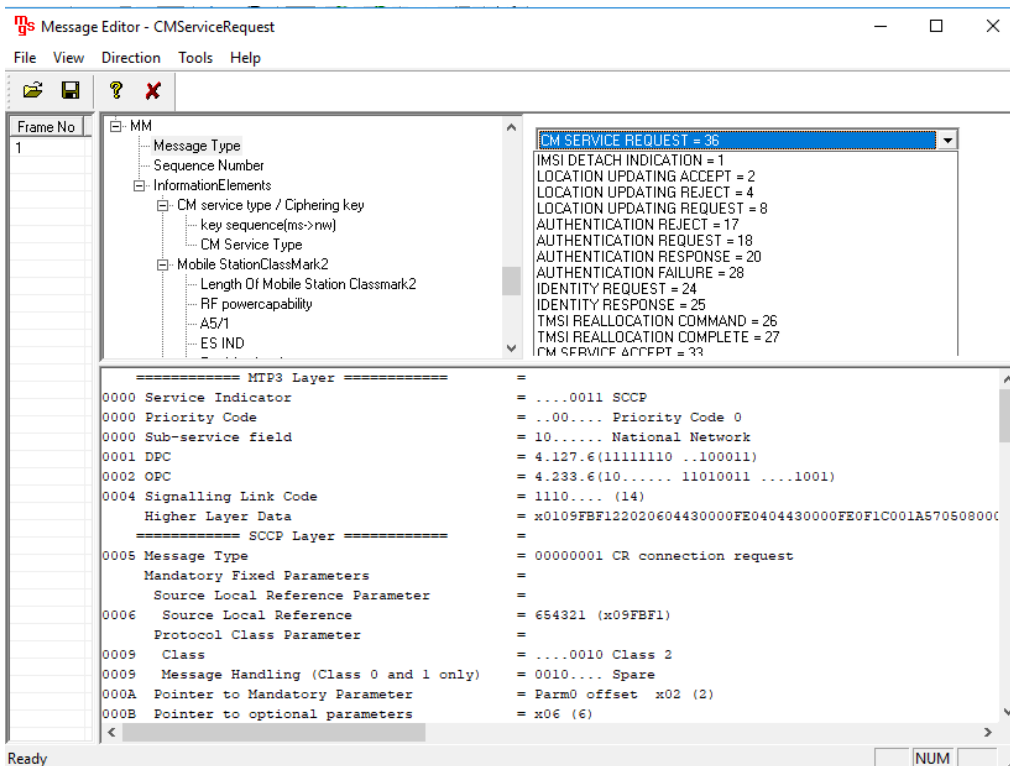 mgs Message Editor - CMServiceRequest
File View Direction Tools Help
Frame No
1
MM
Message Type
Sequence Number
InformationElements
CM service type / Ciphering key
key sequence(ms->nw)
CM Service Type
Mobile StationClassMark2
Length Of Mobile Station Classmark2
RF powercapability
A5/1
ES IND
CM SERVICE REQUEST = 36
IMSI DETACH INDICATION = 1
LOCATION UPDATING ACCEPT = 2
LOCATION UPDATING REJECT = 4
LOCATION UPDATING REQUEST = 8
AUTHENTICATION REJECT = 17
AUTHENTICATION REQUEST = 18
AUTHENTICATION RESPONSE = 20
AUTHENTICATION FAILURE = 28
IDENTITY REQUEST = 24
IDENTITY RESPONSE = 25
TMSI REALLOCATION COMMAND = 26
TMSI REALLOCATION COMPLETE = 27
CM SERVICE ACCEPT = 33
============ MTP3 Layer ============ =
0000 Service Indicator = ....0011 SCCP
0000 Priority Code = ..00.... Priority Code 0
0000 Sub-service field = 10...... National Network
0001 DPC = 4.127.6(11111110 ..100011)
0002 OPC = 4.233.6(10...... 11010011 ....1001)
0004 Signalling Link Code = 1110.... (14)
Higher Layer Data = x0109FBF122020604430000FE0404430000FE0F1C001A570508000
============ SCCP Layer ============ =
0005 Message Type = 00000001 CR connection request
Mandatory Fixed Parameters =
Source Local Reference Parameter =
0006 Source Local Reference = 654321 (x09FBF1)
Protocol Class Parameter =
0009 Class = ....0010 Class 2
0009 Message Handling (Class 0 and 1 only) = 0010.... Spare
000A Pointer to Mandatory Parameter = Parm0 offset x02 (2)
000B Pointer to optional parameters = x06 (6)
Ready
NUM